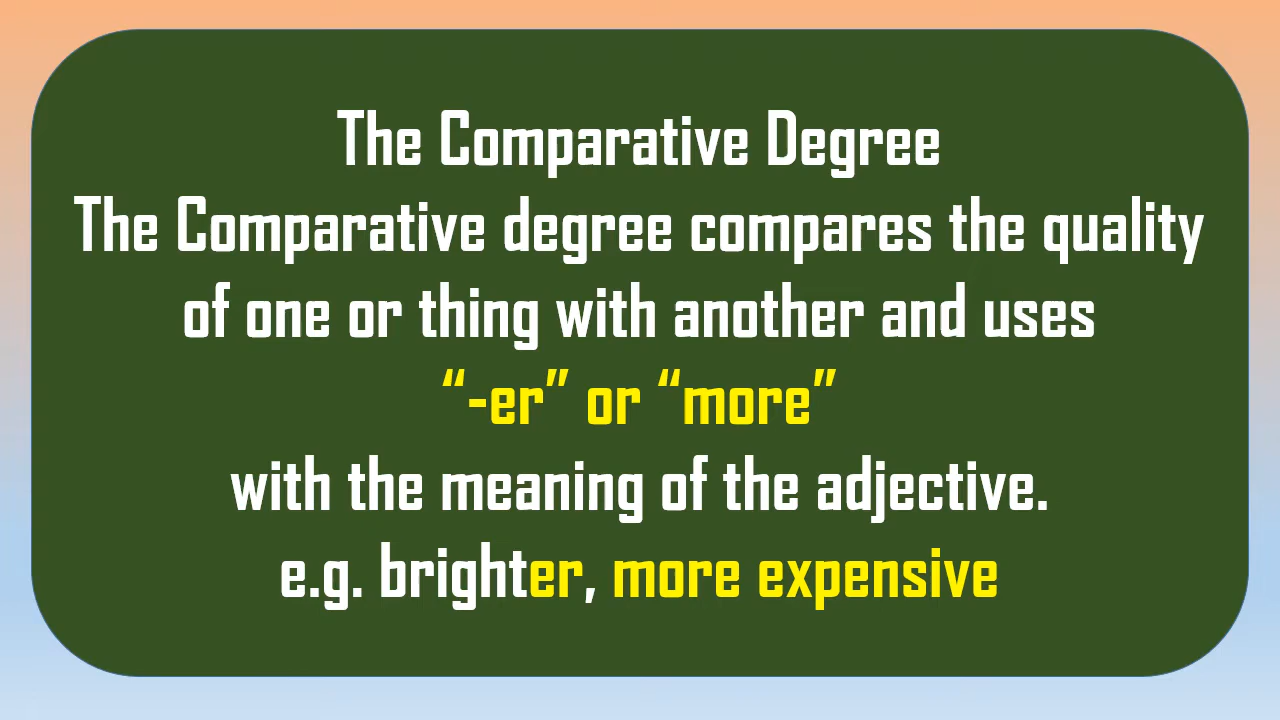 The Comparative Degree
The Comparative degree compares the quality
of one or thing with another and uses
“-er” or “more”
with the meaning of the adjective.
e.g. brighter, more expensive